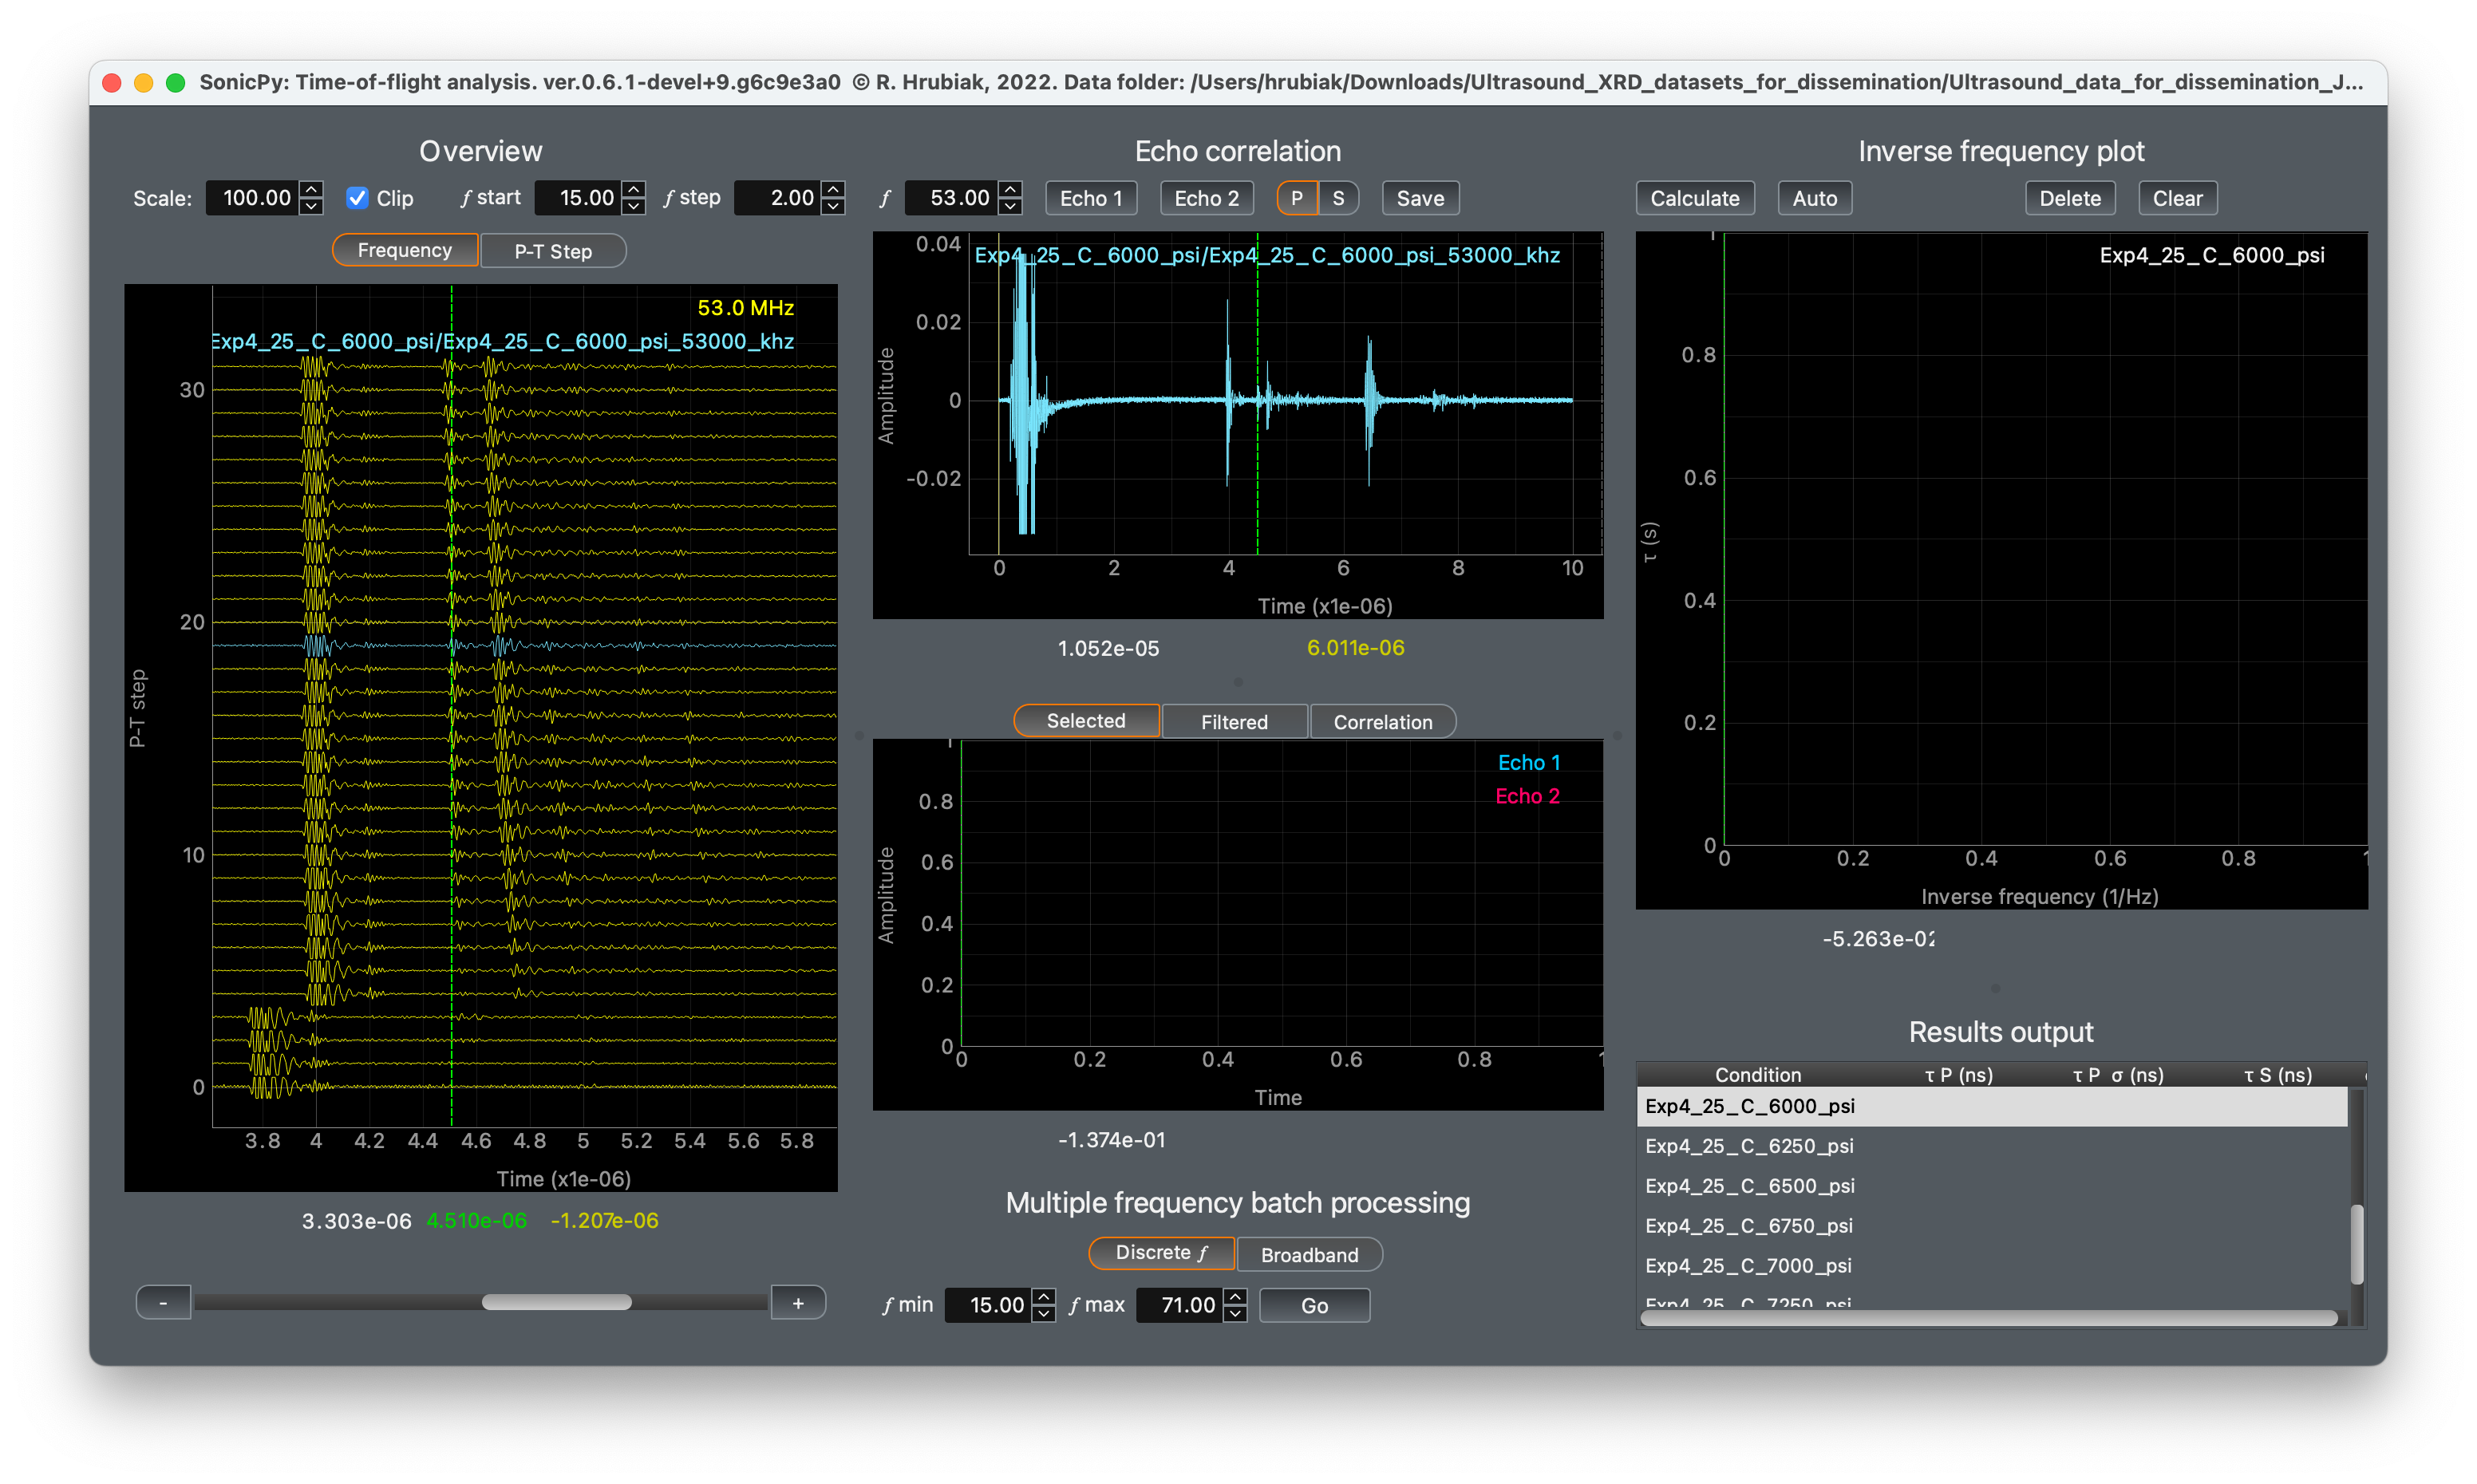 SonicPy: Time-of-flight analysis. ver.0.6.1-devel+9.g6c9e3a0 © R. Hrubiak, 2022. Data folder: /Users/hrubiak/Downloads/Ultrasound_XRD_datasets_for_dissemination/Ultrasound_data_for_dissemination_J...
Overview
Scale: 100.00 Clip f start 15.00 f step 2.00
Frequency P-T Step
53.0 MHz
Exp4_25_C_6000_psi/Exp4_25_C_6000_psi_53000_khz
30
20
10
0
P-T step
3.8 4 4.2 4.4 4.6 4.8 5 5.2 5.4 5.6 5.8
Time (x1e-06)
3.303e-06 4.510e-06 -1.207e-06
- +
Echo correlation
f 53.00 Echo 1 Echo 2 P S Save
Exp4_25_C_6000_psi/Exp4_25_C_6000_psi_53000_khz
0.04
0.02
0
-0.02
Amplitude
0 2 4 6 8 10
Time (x1e-06)
1.052e-05 6.011e-06
Selected Filtered Correlation
Echo 1
Echo 2
0.8
0.6
0.4
0.2
0
Amplitude
0 0.2 0.4 0.6 0.8
Time
-1.374e-01
Multiple frequency batch processing
Discrete f Broadband
f min 15.00 f max 71.00 Go
Inverse frequency plot
Calculate Auto Delete Clear
Exp4_25_C_6000_psi
0.8
0.6
0.4
0.2
0
τ (s)
0 0.2 0.4 0.6 0.8
Inverse frequency (1/Hz)
-5.263e-02
Results output
Condition τ P (ns) τ P σ (ns) τ S (ns)
Exp4_25_C_6000_psi
Exp4_25_C_6250_psi
Exp4_25_C_6500_psi
Exp4_25_C_6750_psi
Exp4_25_C_7000_psi
Exp4_25_C_7250_psi